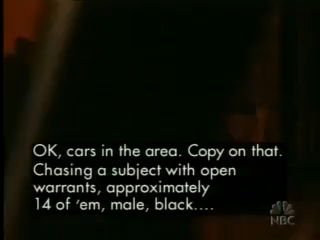 OK, cars in the area. Copy on that.
Chasing a subject with open
warrants, approximately
14 of 'em, male, black....
NBC